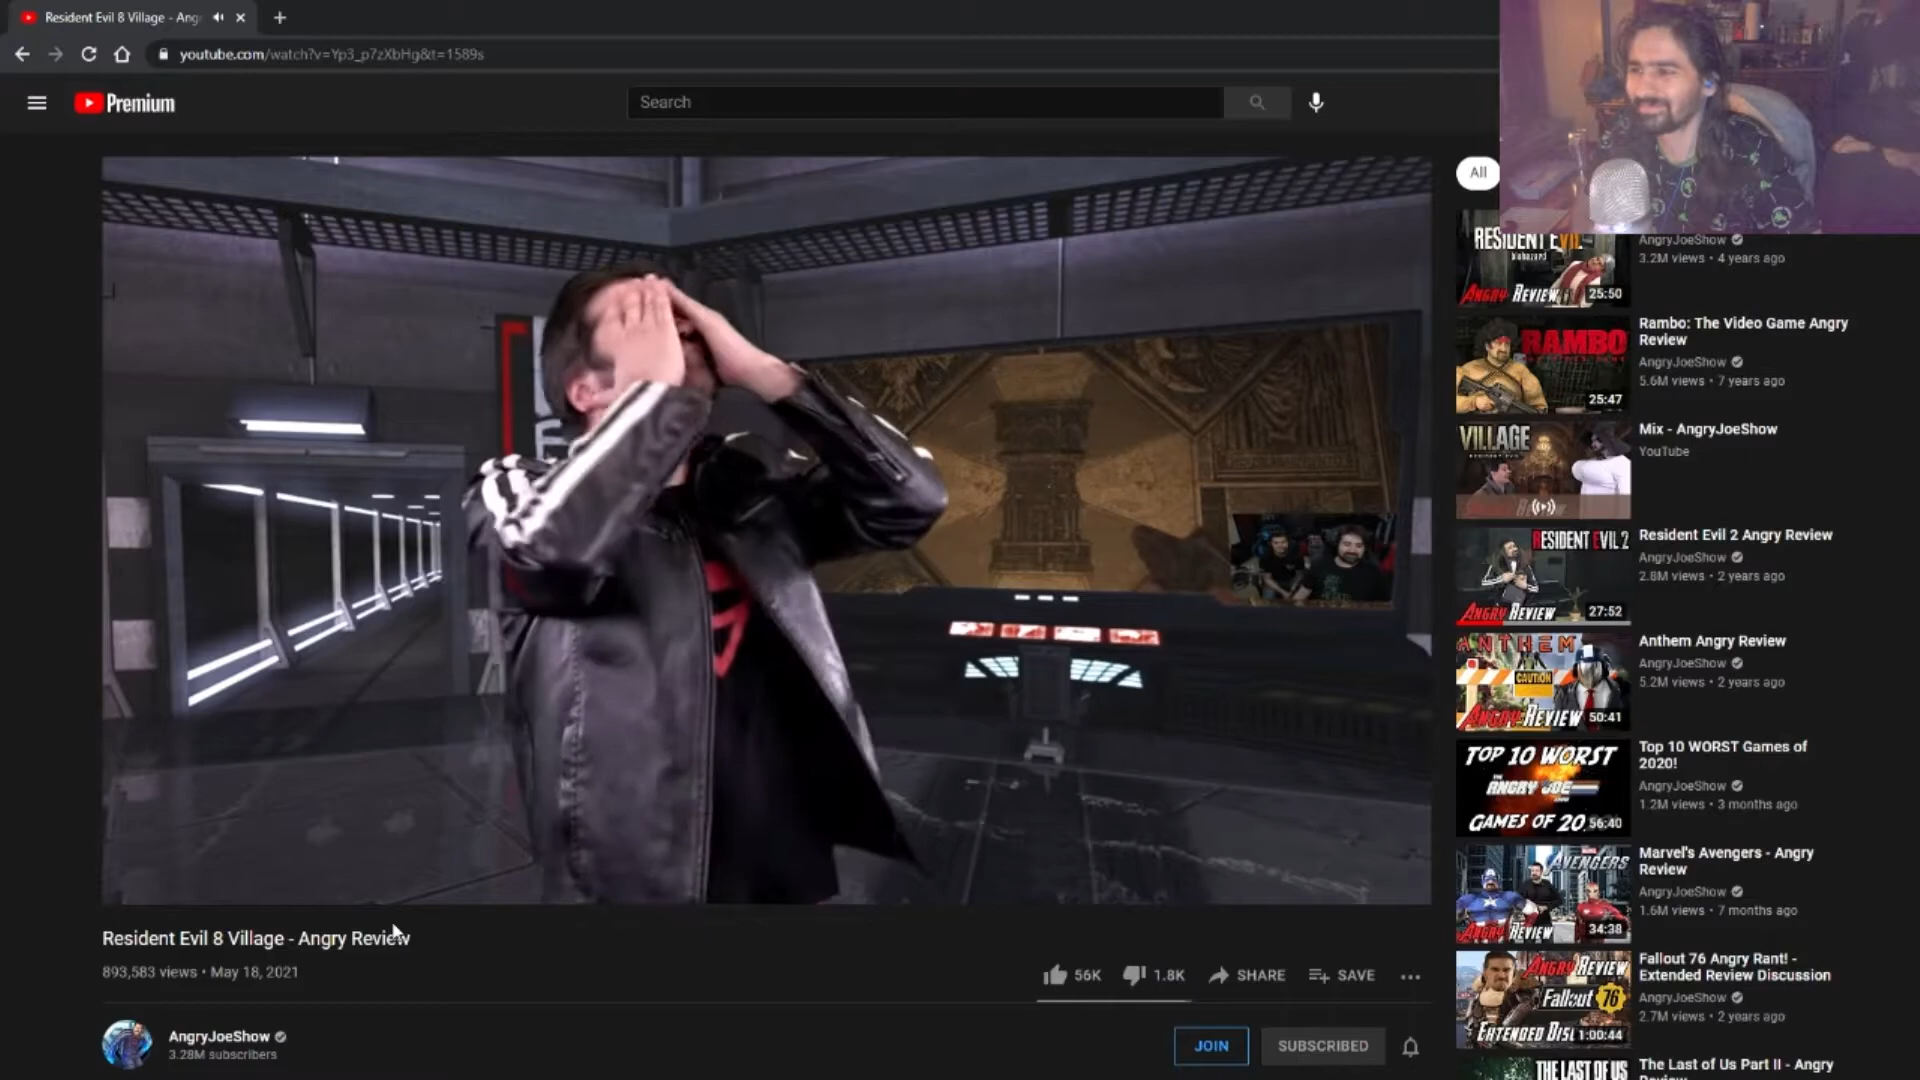 Resident Evil 8 Village - Ang
youtube.com/watch?v=Yp3_p7zXbHg&t=1589s
Premium
Search
All
RESIDENT EVIL
biohazard
ANGRY REVIEW
25:50
AngryJoeShow
3.2M views • 4 years ago
RAMBO
25:47
Rambo: The Video Game Angry
Review
AngryJoeShow
5.6M views • 7 years ago
VILLAGE
Mix - AngryJoeShow
YouTube
RESIDENT EVIL 2
ANGRY REVIEW
27:52
Resident Evil 2 Angry Review
AngryJoeShow
2.8M views • 2 years ago
ANTHEM
CAUTION
ANGRY REVIEW
50:41
Anthem Angry Review
AngryJoeShow
5.2M views • 2 years ago
TOP 10 WORST
THE
ANGRY JOE
GAMES OF 20
56:40
Top 10 WORST Games of
2020!
AngryJoeShow
1.2M views • 3 months ago
MARVEL
AVENGERS
ANGRY REVIEW
34:38
Marvel's Avengers - Angry
Review
AngryJoeShow
1.6M views • 7 months ago
ANGRY REVIEW
Fallout 76
EXTENDED DIS
1:00:44
Fallout 76 Angry Rant! -
Extended Review Discussion
AngryJoeShow
2.7M views • 2 years ago
THE LAST OF US
The Last of Us Part II - Angry
Resident Evil 8 Village - Angry Review
893,583 views • May 18, 2021
56K
1.8K
SHARE
SAVE
AngryJoeShow
3.28M subscribers
JOIN
SUBSCRIBED